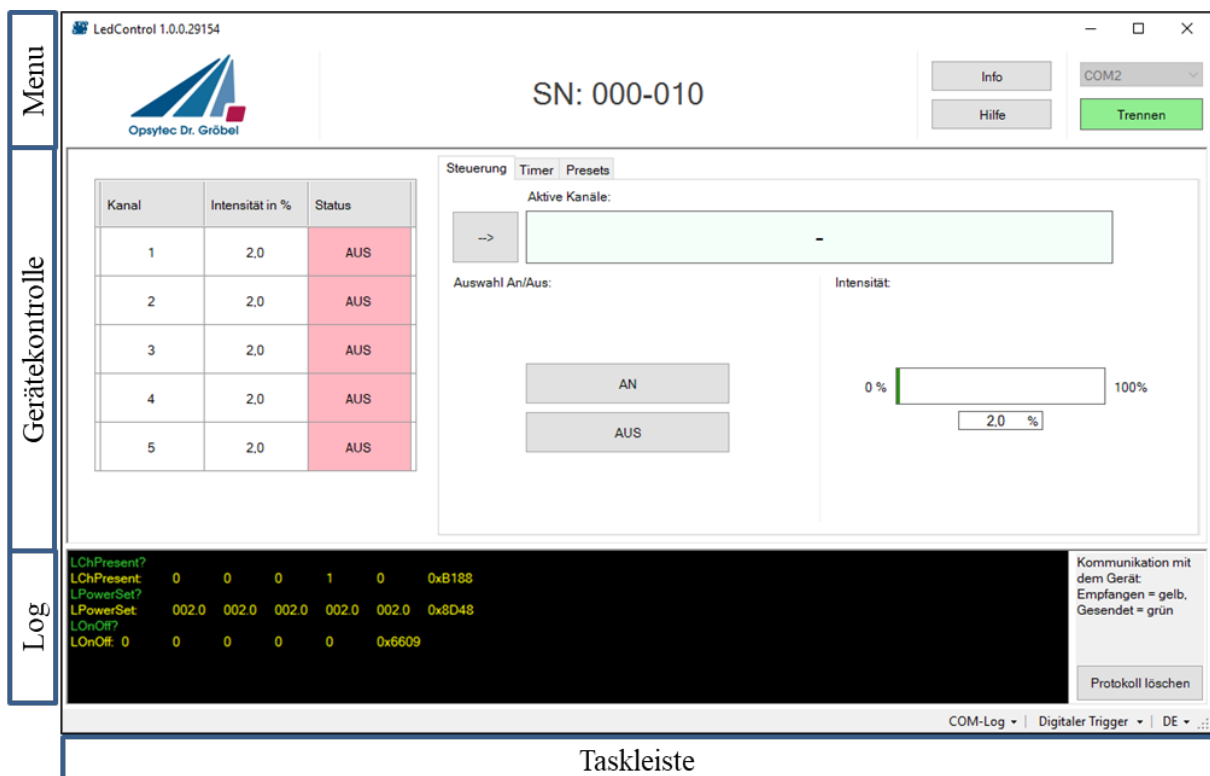 Menu
LedControl 1.0.0.29154
Opsytec Dr. Gröbel
SN: 000-010
Info
Hilfe
COM2
Trennen
Gerätekontrolle
Kanal Intensität in % Status
1 2,0 AUS
2 2,0 AUS
3 2,0 AUS
4 2,0 AUS
5 2,0 AUS
Steuerung Timer Presets
Aktive Kanäle:
--> -
Auswahl An/Aus:
AN
AUS
Intensität:
0 % 100%
2,0 %
Log
LChPresent?
LChPresent: 0 0 0 1 0 0xB188
LPowerSet?
LPowerSet: 002.0 002.0 002.0 002.0 002.0 0x8D48
LOnOff?
LOnOff: 0 0 0 0 0 0x6609
Kommunikation mit
dem Gerät:
Empfangen = gelb,
Gesendet = grün
Protokoll löschen
COM-Log | Digitaler Trigger | DE
Taskleiste